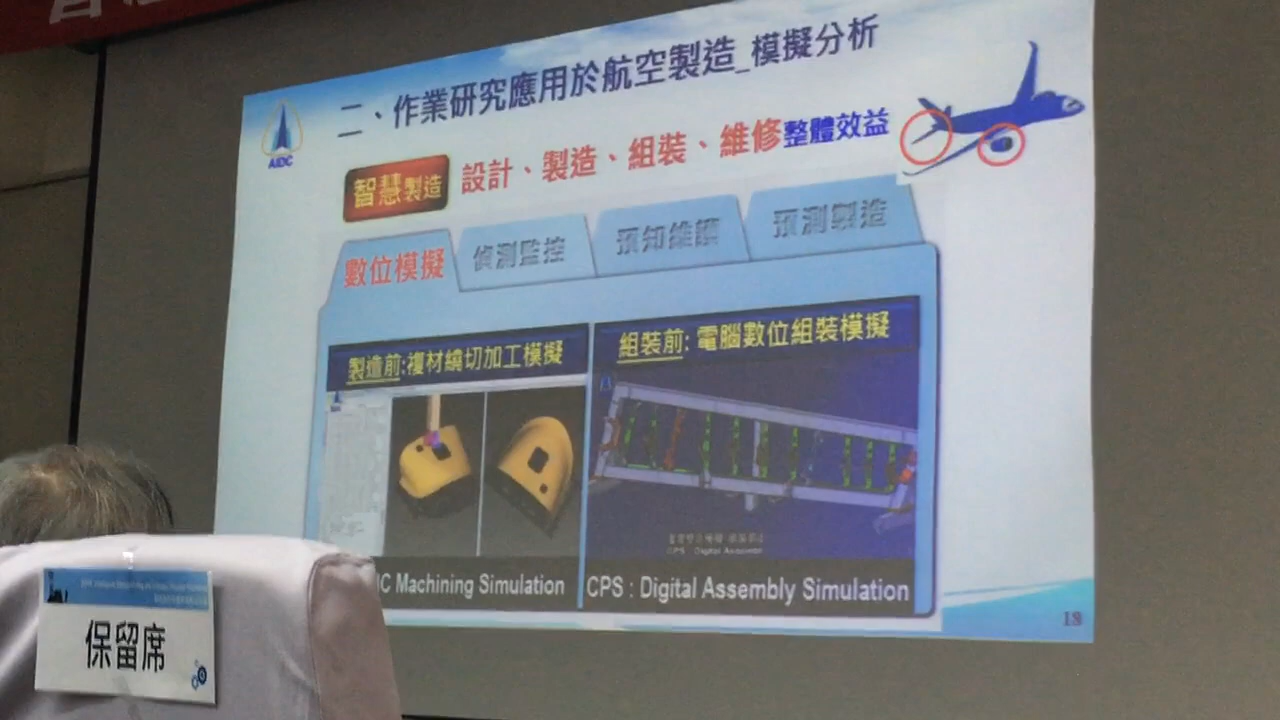 AIDC
二、作業研究應用於航空製造_模擬分析
智慧製造 設計、製造、組裝、維修整體效益
數位模擬 偵測監控 預知維護 預測製造
製造前:複材繞切加工模擬
組裝前: 電腦數位組裝模擬
CPS : Digital Assembly
C Machining Simulation
CPS : Digital Assembly Simulation
18
保留席